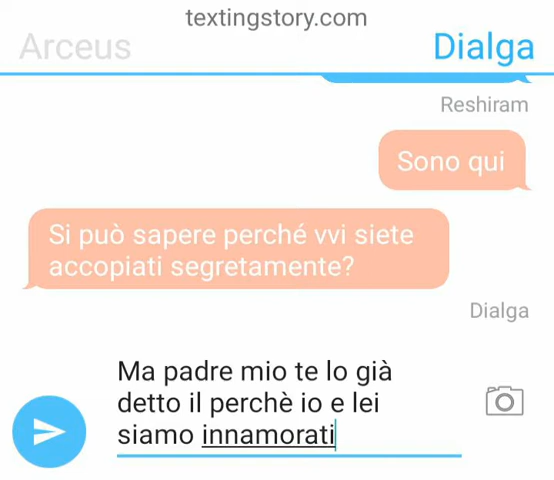 textingstory.com
Arceus
Dialga
Reshiram
Sono qui
Si può sapere perché vvi siete
accopiati segretamente?
Dialga
Ma padre mio te lo già
detto il perchè io e lei
siamo innamorati